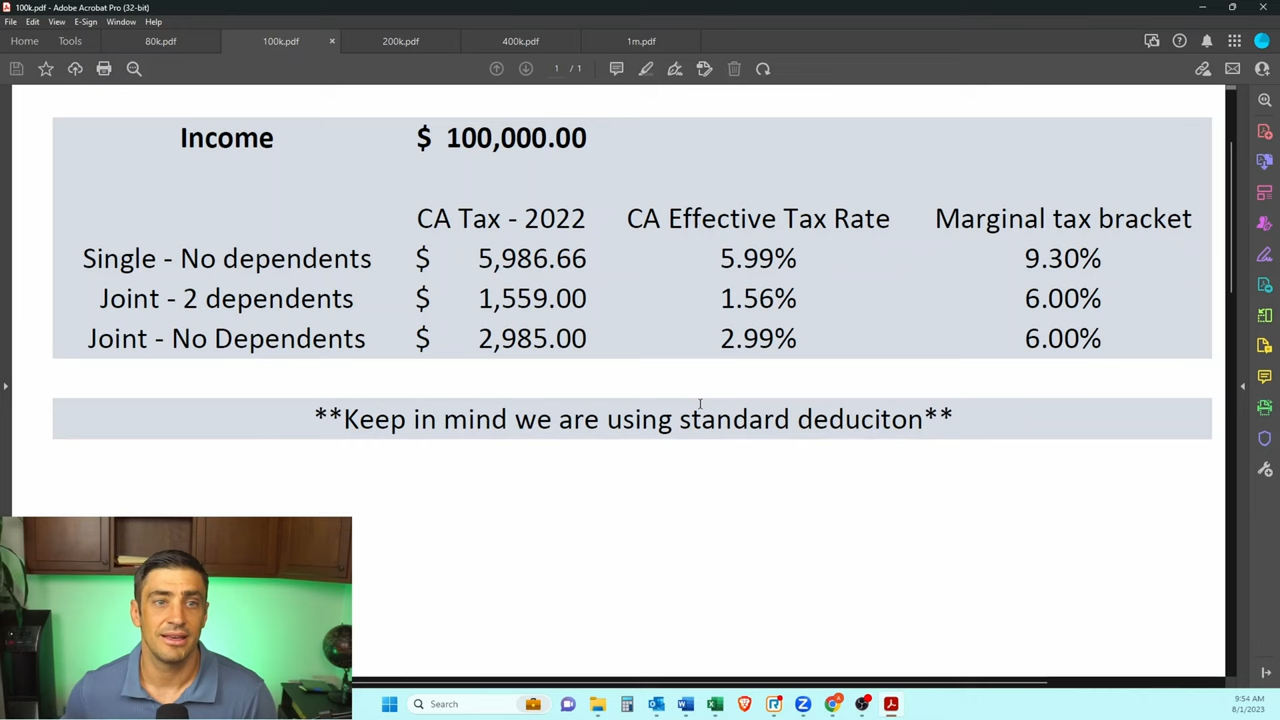 100k.pdf - Adobe Acrobat Pro (32-bit)
File Edit View E-Sign Window Help
Home Tools 80k.pdf 100k.pdf × 200k.pdf 400k.pdf 1m.pdf
1 / 1
Income $ 100,000.00
CA Tax - 2022 CA Effective Tax Rate Marginal tax bracket
Single - No dependents $ 5,986.66 5.99% 9.30%
Joint - 2 dependents $ 1,559.00 1.56% 6.00%
Joint - No Dependents $ 2,985.00 2.99% 6.00%
**Keep in mind we are using standard deduciton**
Search
9:54 AM
8/1/2023